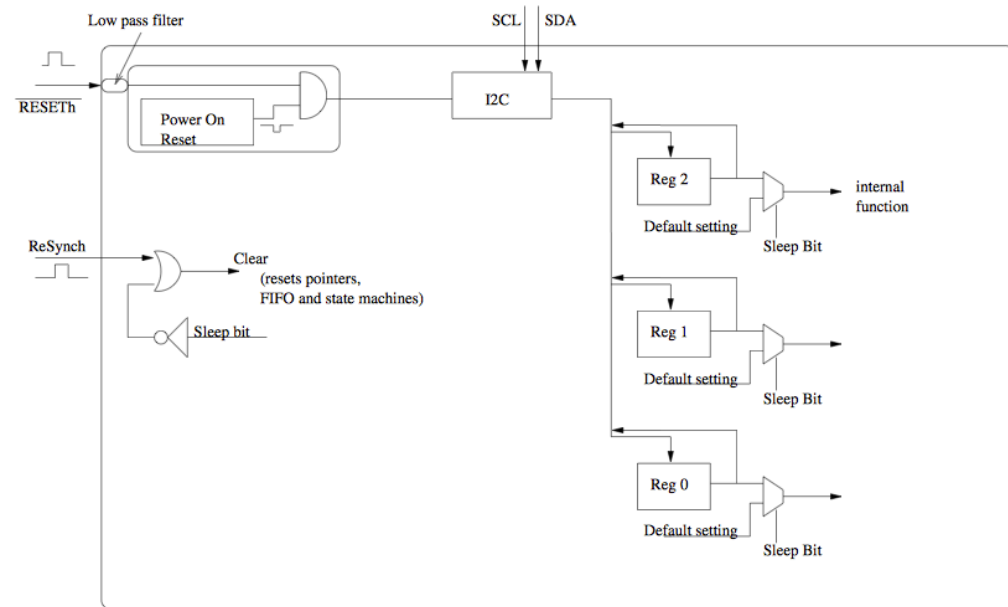 Low pass filter
SCL
SDA
RESETh
I2C
Power On
Reset
Reg 2
internal
function
Default setting
Sleep Bit
ReSynch
Clear
(resets pointers,
FIFO and state machines)
Sleep bit
Reg 1
Default setting
Sleep Bit
Reg 0
Default setting
Sleep Bit